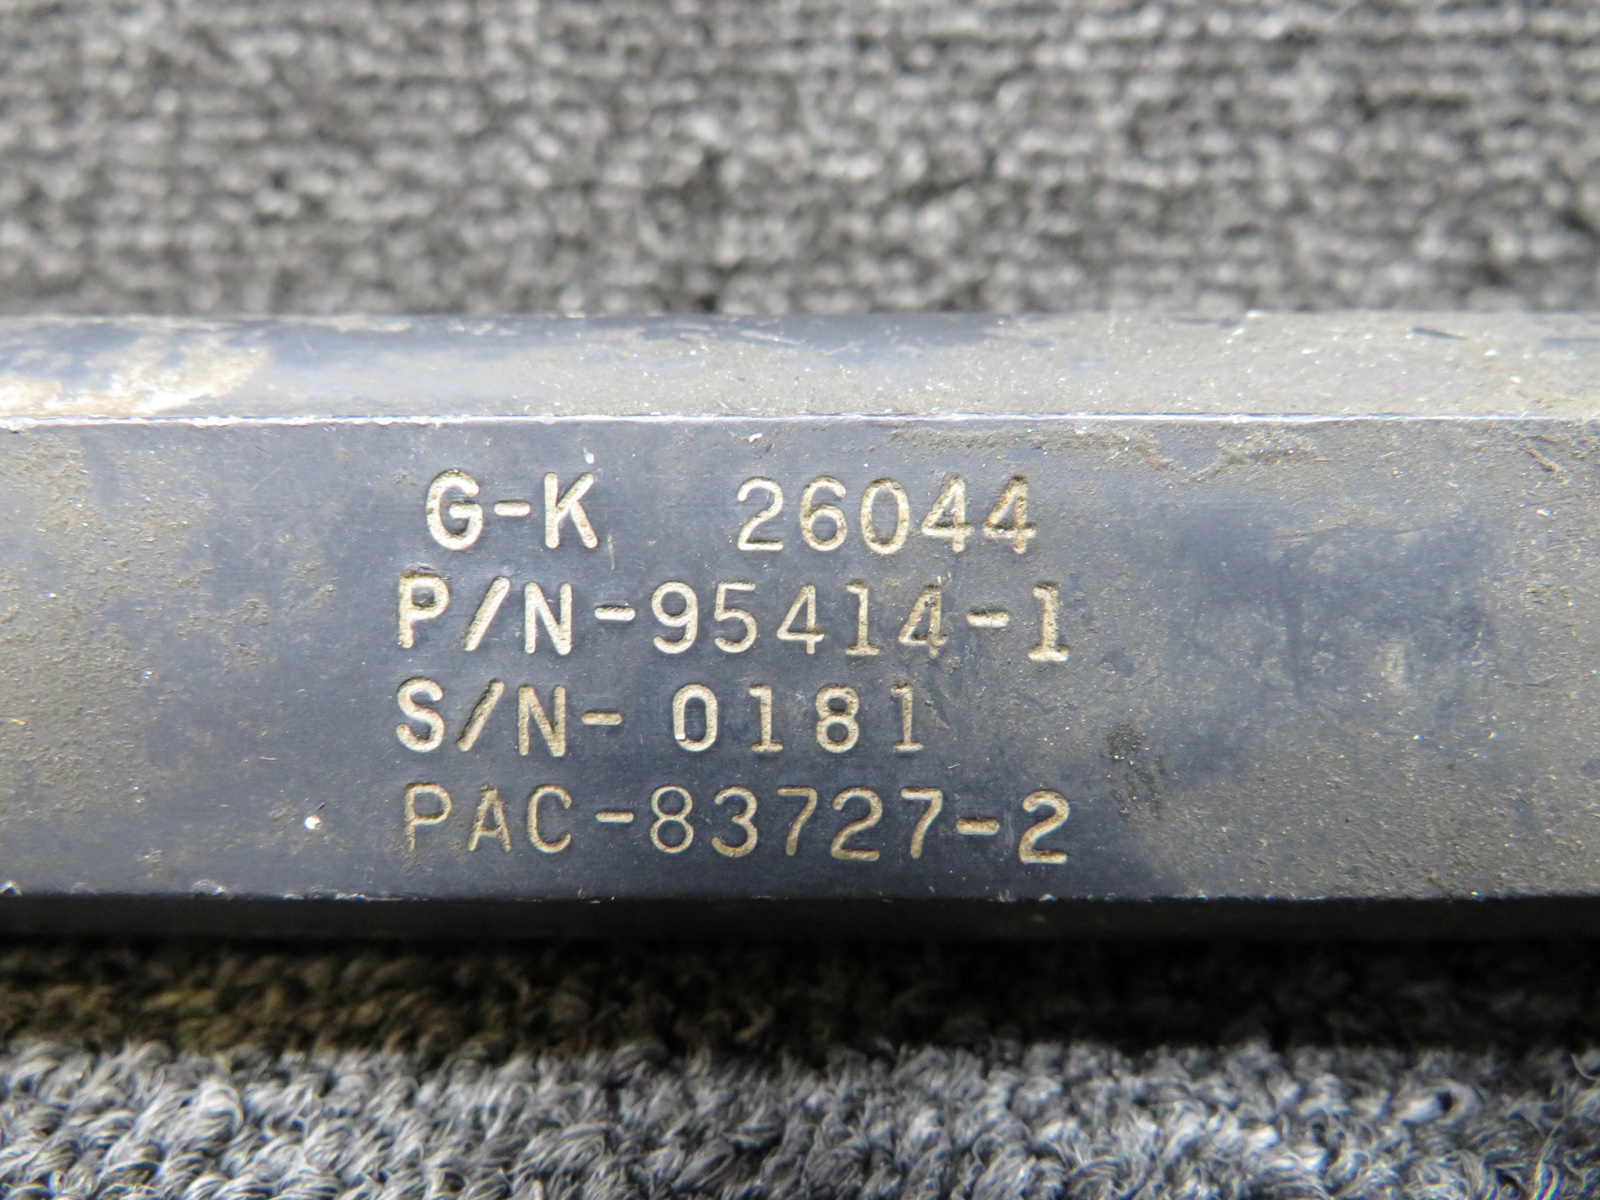 G-K 26044
P/N-95414-1
S/N- 0181
PAC-83727-2